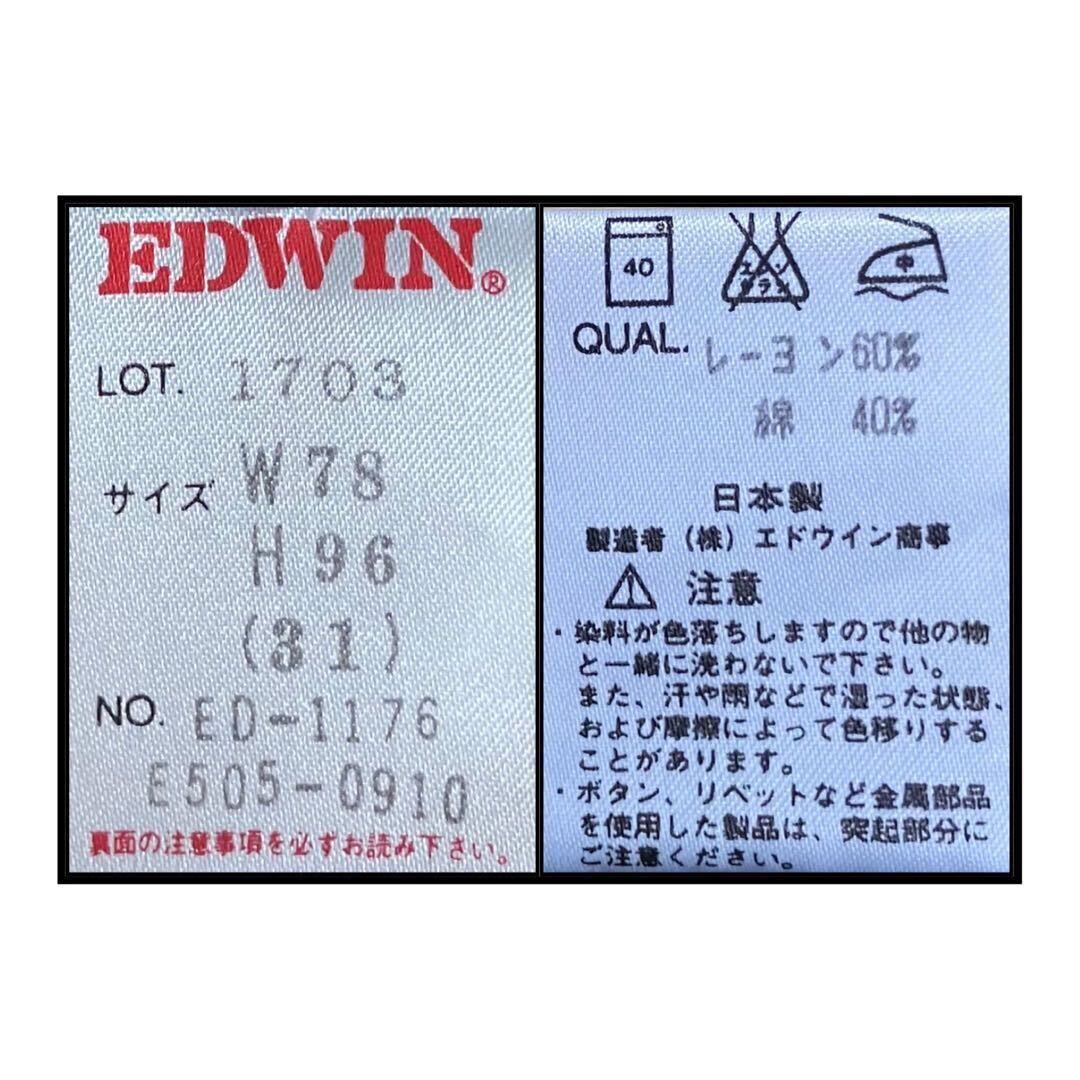 EDWIN®
LOT. 1703
サイズ W78
H96
(31)
NO. ED-1176
E505-0910
裏面の注意事項を必ずお読み下さい。
40
エンソサラシ
中
QUAL. レーヨン60%
綿 40%
日本製
製造者 (株) エドウイン商事
注意
・染料が色落ちしますので他の物
と一緒に洗わないで下さい。
また、汗や雨などで湿った状態、
および摩擦によって色移りする
ことがあります。
・ボタン、リベットなど金属部品
を使用した製品は、突起部分に
ご注意ください。